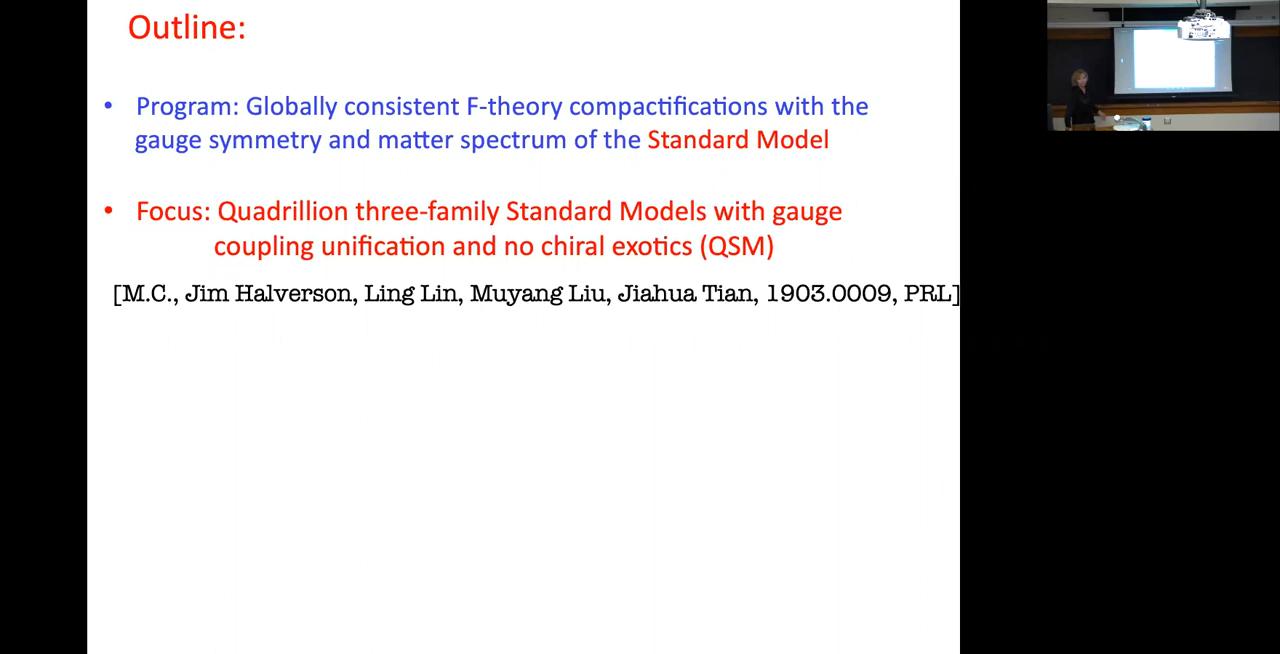 Outline:
• Program: Globally consistent F-theory compactifications with the
gauge symmetry and matter spectrum of the Standard Model
• Focus: Quadrillion three-family Standard Models with gauge
coupling unification and no chiral exotics (QSM)
[M.C., Jim Halverson, Ling Lin, Muyang Liu, Jiahua Tian, 1903.0009, PRL]